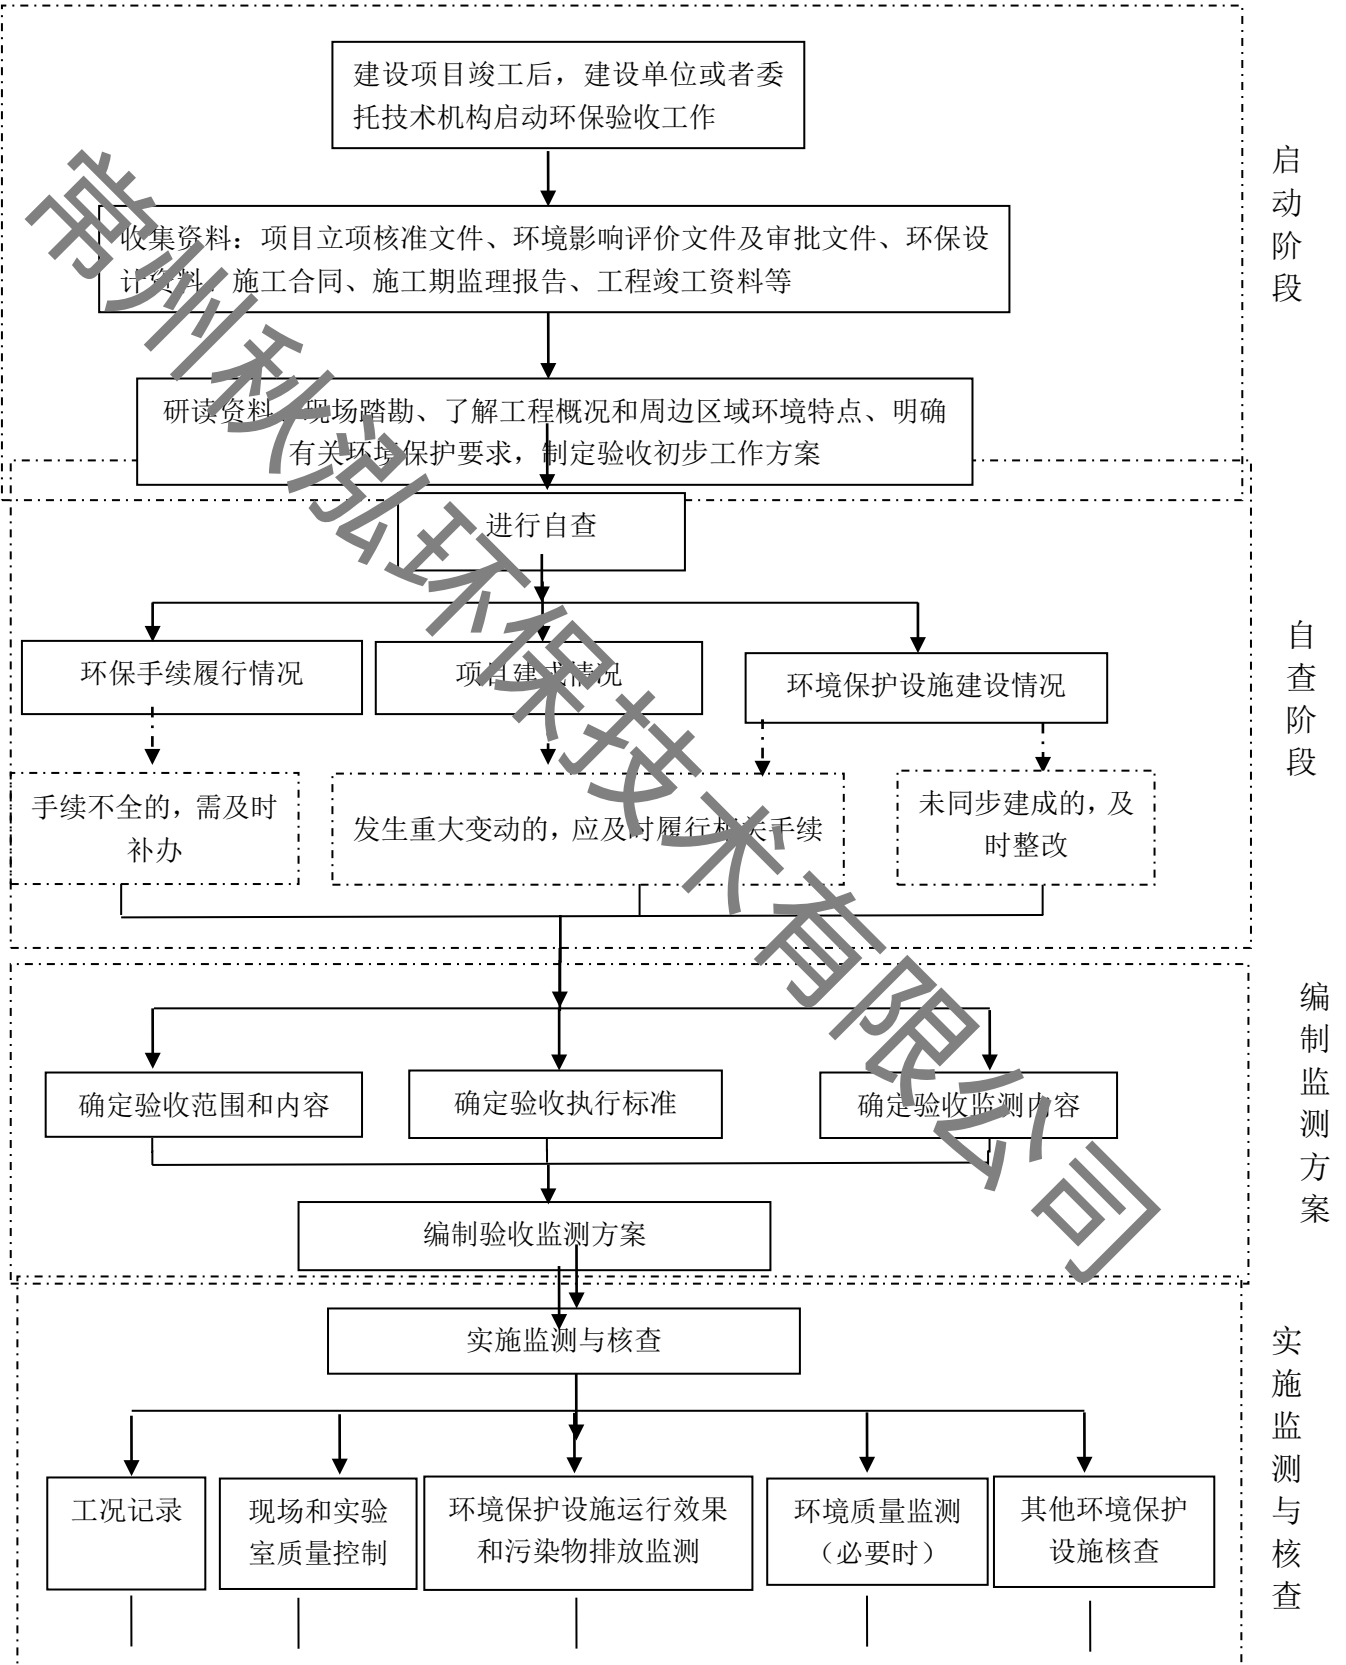 建设项目竣工后，建设单位或者委
托技术机构启动环保验收工作
启动阶段
收集资料：项目立项核准文件、环境影响评价文件及审批文件、环保设
计资料、施工合同、施工期监理报告、工程竣工资料等
研读资料、现场踏勘、了解工程概况和周边区域环境特点、明确
有关环境保护要求，制定验收初步工作方案
进行自查
自查阶段
环保手续履行情况
项目建成情况
环境保护设施建设情况
手续不全的，需及时
补办
发生重大变动的，应及时履行相关手续
未同步建成的，及
时整改
编制监测方案
确定验收范围和内容
确定验收执行标准
确定验收监测内容
编制验收监测方案
实施监测与核查
实施监测与核查
工况记录
现场和实验
室质量控制
环境保护设施运行效果
和污染物排放监测
环境质量监测
（必要时）
其他环境保护
设施核查
常州秋泓环保技术有限公司